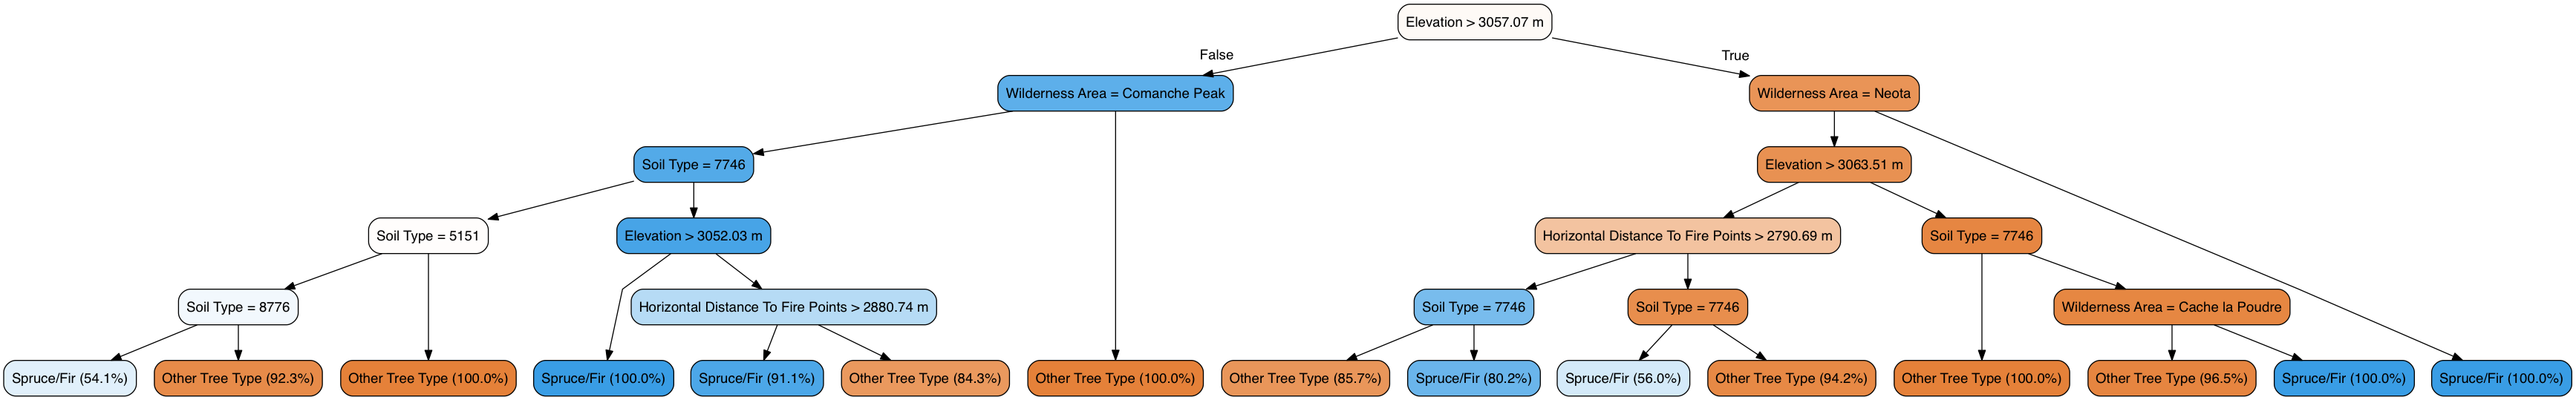 Elevation > 3057.07 m
False
True
Wilderness Area = Comanche Peak
Wilderness Area = Neota
Soil Type = 7746
Elevation > 3063.51 m
Soil Type = 5151
Elevation > 3052.03 m
Horizontal Distance To Fire Points > 2790.69 m
Soil Type = 7746
Soil Type = 8776
Horizontal Distance To Fire Points > 2880.74 m
Soil Type = 7746
Soil Type = 7746
Wilderness Area = Cache la Poudre
Spruce/Fir (54.1%)
Other Tree Type (92.3%)
Other Tree Type (100.0%)
Spruce/Fir (100.0%)
Spruce/Fir (91.1%)
Other Tree Type (84.3%)
Other Tree Type (100.0%)
Other Tree Type (85.7%)
Spruce/Fir (80.2%)
Spruce/Fir (56.0%)
Other Tree Type (94.2%)
Other Tree Type (100.0%)
Other Tree Type (96.5%)
Spruce/Fir (100.0%)
Spruce/Fir (100.0%)